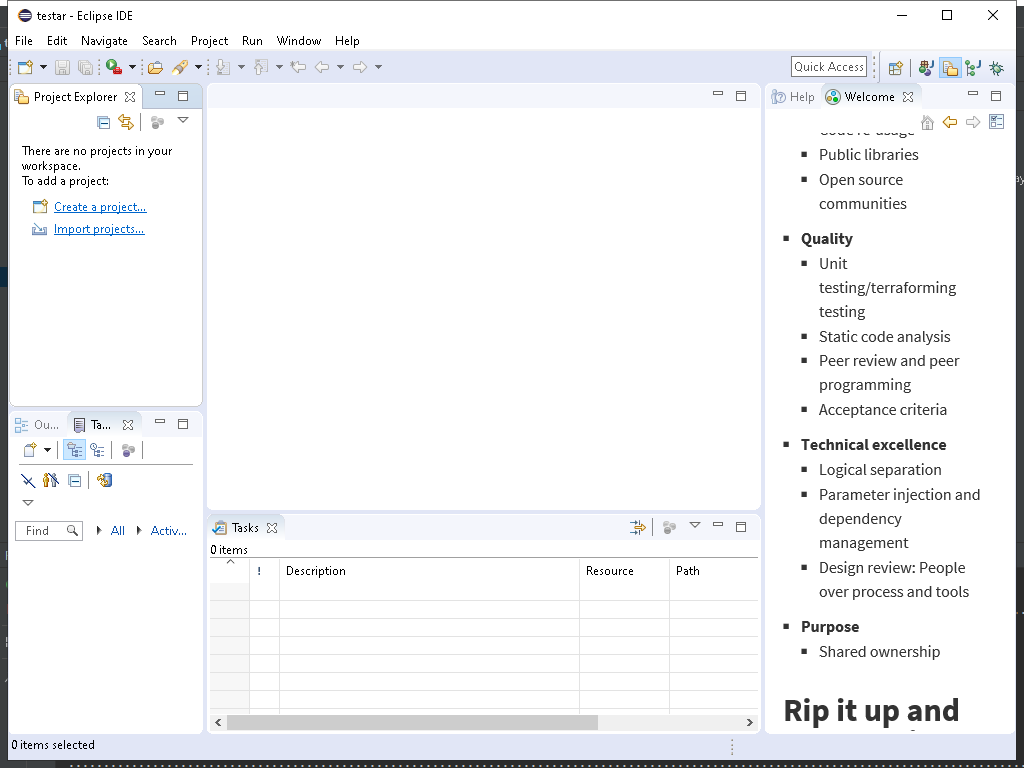 testar - Eclipse IDE
File Edit Navigate Search Project Run Window Help
Quick Access
Project Explorer
There are no projects in your
workspace.
To add a project:
Create a project...
Import projects...
Ou...
Ta...
Find
All
Activ...
Tasks
0 items
! Description Resource Path
Help
Welcome
Code re-usage
Public libraries
Open source
communities
Quality
Unit
testing/terraforming
testing
Static code analysis
Peer review and peer
programming
Acceptance criteria
Technical excellence
Logical separation
Parameter injection and
dependency
management
Design review: People
over process and tools
Purpose
Shared ownership
Rip it up and
0 items selected